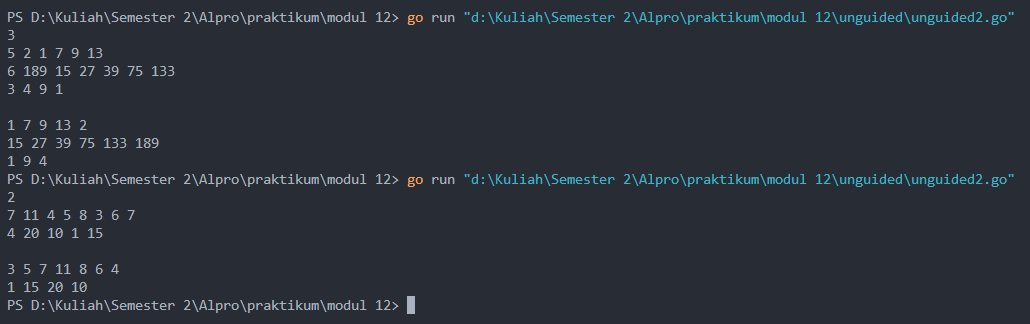 PS D:\Kuliah\Semester 2\Alpro\praktikum\modul 12> go run "d:\Kuliah\Semester 2\Alpro\praktikum\modul 12\unguided\unguided2.go"
3
5 2 1 7 9 13
6 189 15 27 39 75 133
3 4 9 1

1 7 9 13 2
15 27 39 75 133 189
1 9 4
PS D:\Kuliah\Semester 2\Alpro\praktikum\modul 12> go run "d:\Kuliah\Semester 2\Alpro\praktikum\modul 12\unguided\unguided2.go"
2
7 11 4 5 8 3 6 7
4 20 10 1 15

3 5 7 11 8 6 4
1 15 20 10
PS D:\Kuliah\Semester 2\Alpro\praktikum\modul 12>